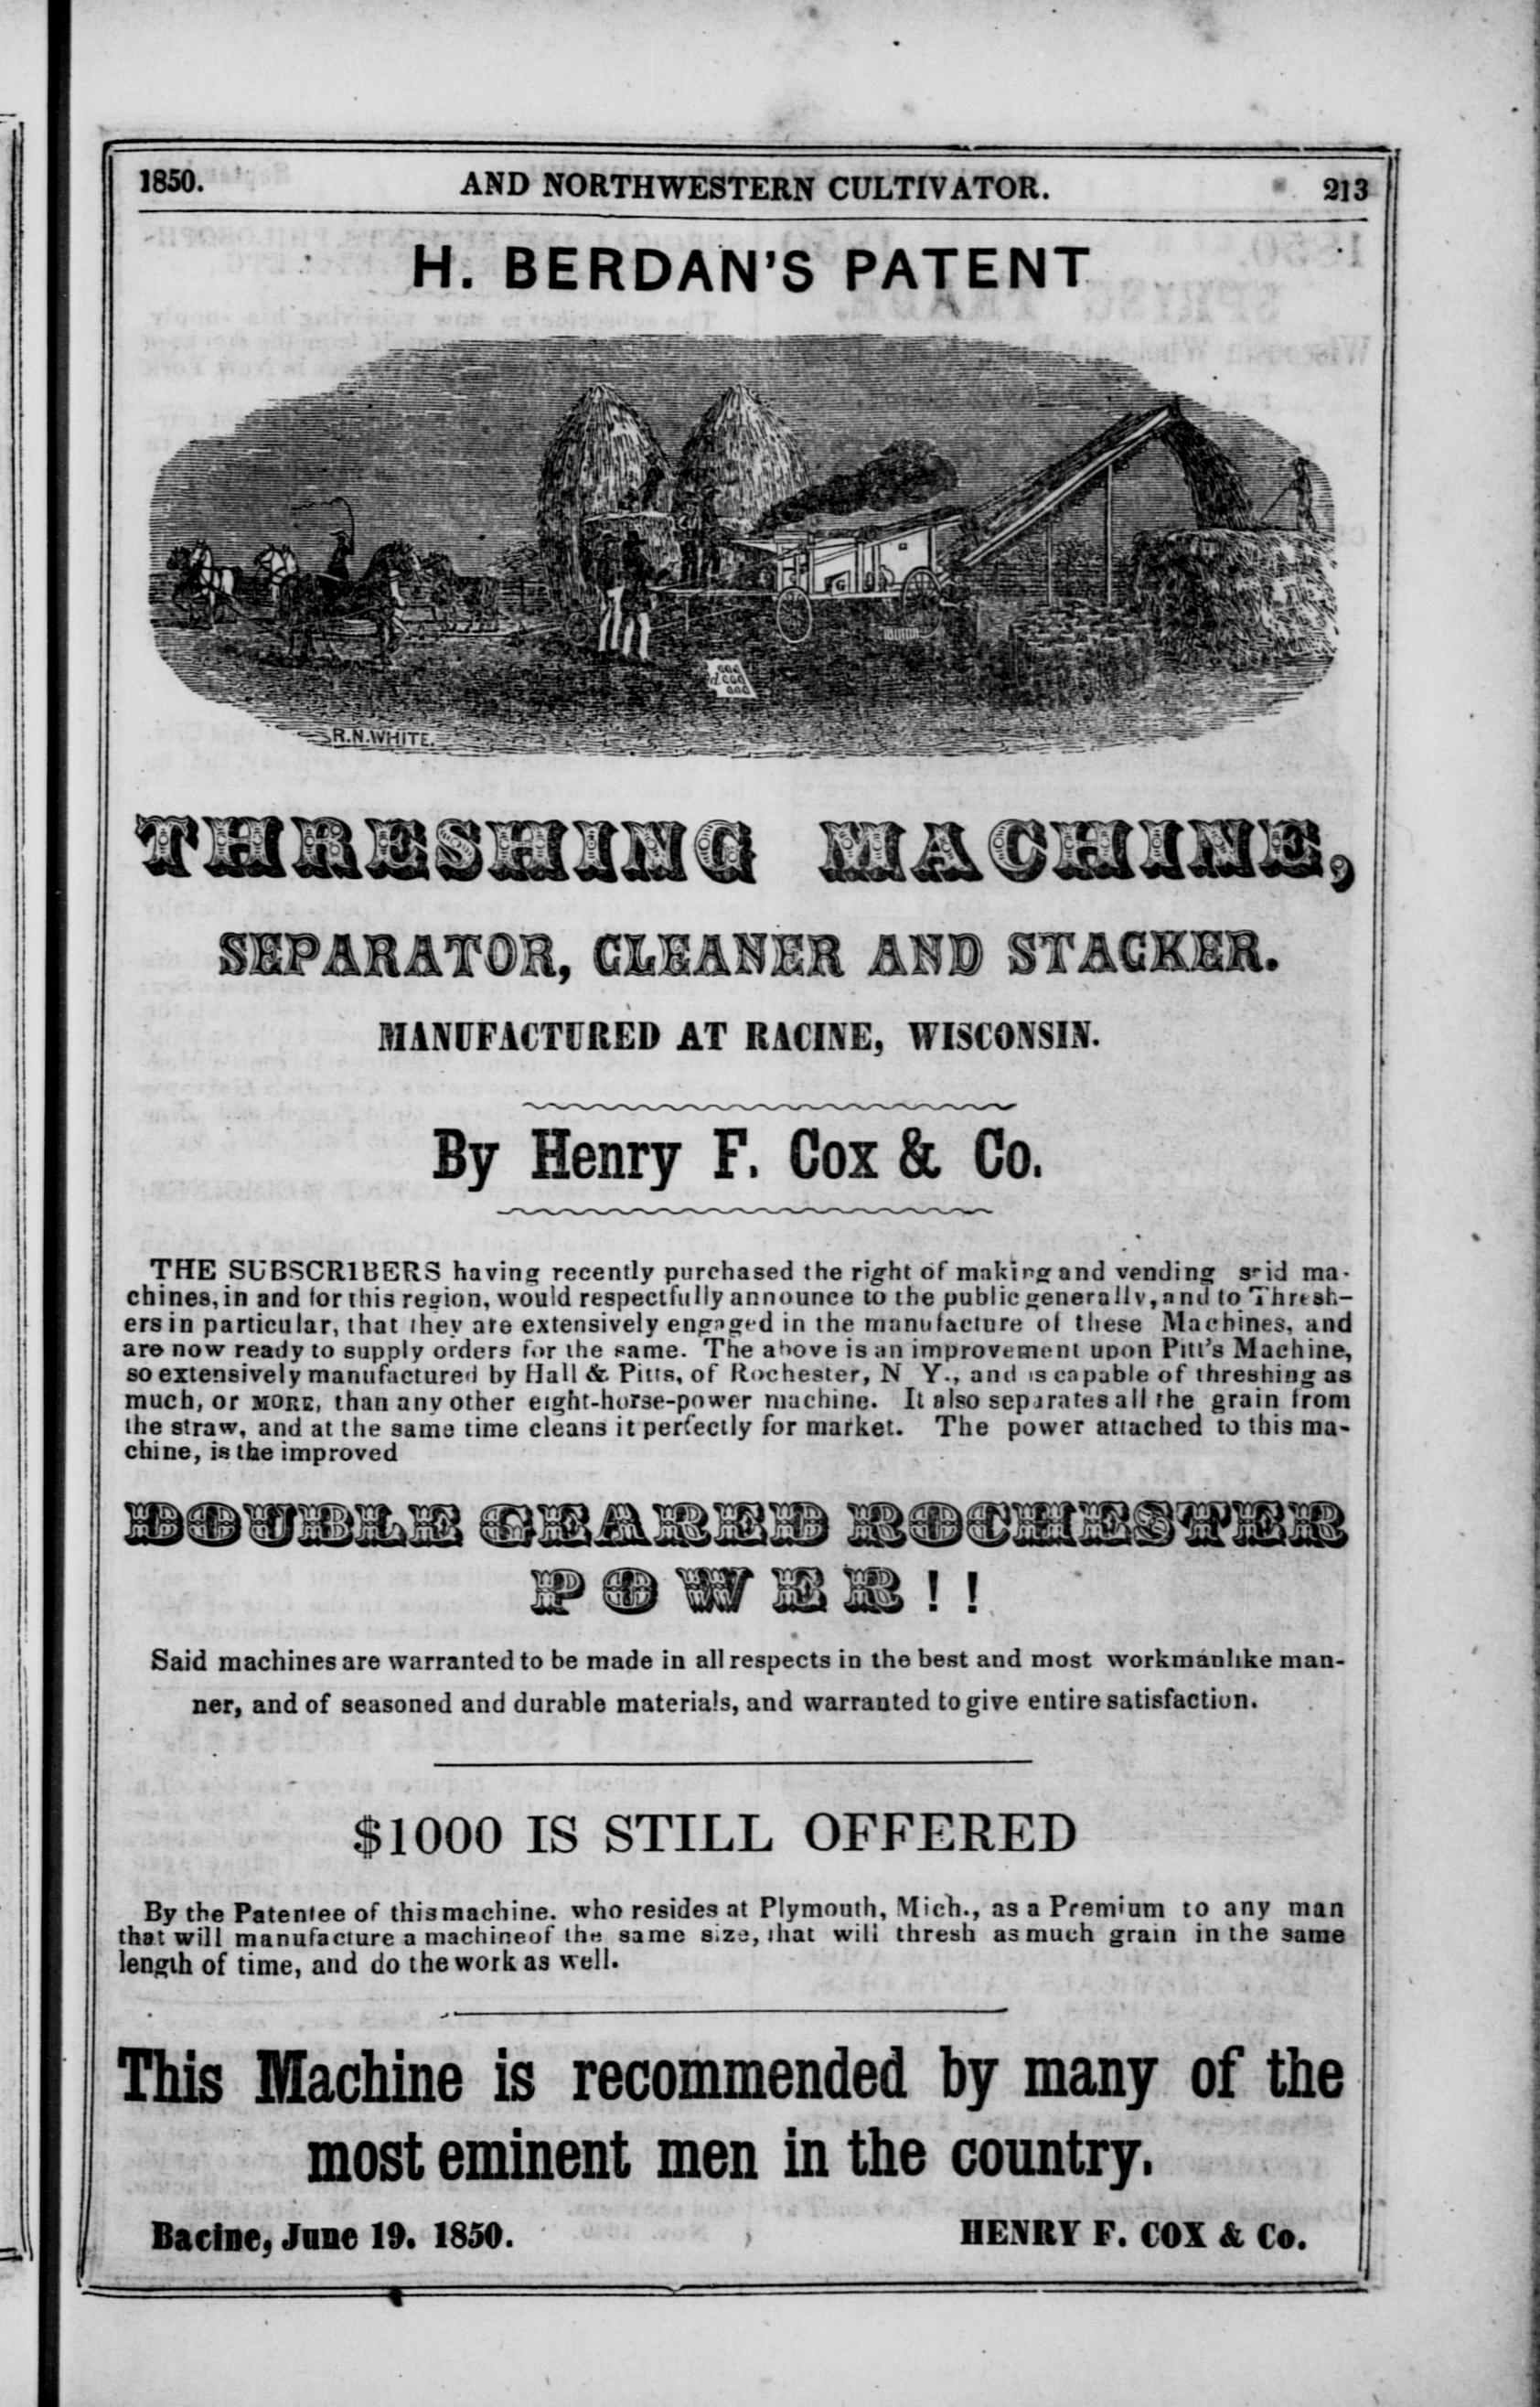 1850. AND NORTHWESTERN CULTIVATOR. 213
H. BERDAN'S PATENT
R.N.WHITE.
THRESHING MACHINE,
SEPARATOR, CLEANER AND STACKER.
MANUFACTURED AT RACINE, WISCONSIN.
By Henry F. Cox & Co.
THE SUBSCRIBERS having recently purchased the right of making and vending said ma-
chines, in and for this region, would respectfully announce to the public generally, and to Thresh-
ers in particular, that they are extensively engaged in the manufacture of these Machines, and
are now ready to supply orders for the same. The above is an improvement upon Pitt's Machine,
so extensively manufactured by Hall & Pitts, of Rochester, N Y., and is capable of threshing as
much, or MORE, than any other eight-horse-power machine. It also separates all the grain from
the straw, and at the same time cleans it perfectly for market. The power attached to this ma-
chine, is the improved
DOUBLE GEARED ROCHESTER
POWER!!
Said machines are warranted to be made in all respects in the best and most workmanlike man-
ner, and of seasoned and durable materials, and warranted to give entire satisfaction.
$1000 IS STILL OFFERED
By the Patentee of this machine. who resides at Plymouth, Mich., as a Premium to any man
that will manufacture a machine of the same size, that will thresh as much grain in the same
length of time, and do the work as well.
This Machine is recommended by many of the
most eminent men in the country.
Racine, June 19. 1850. HENRY F. COX & Co.